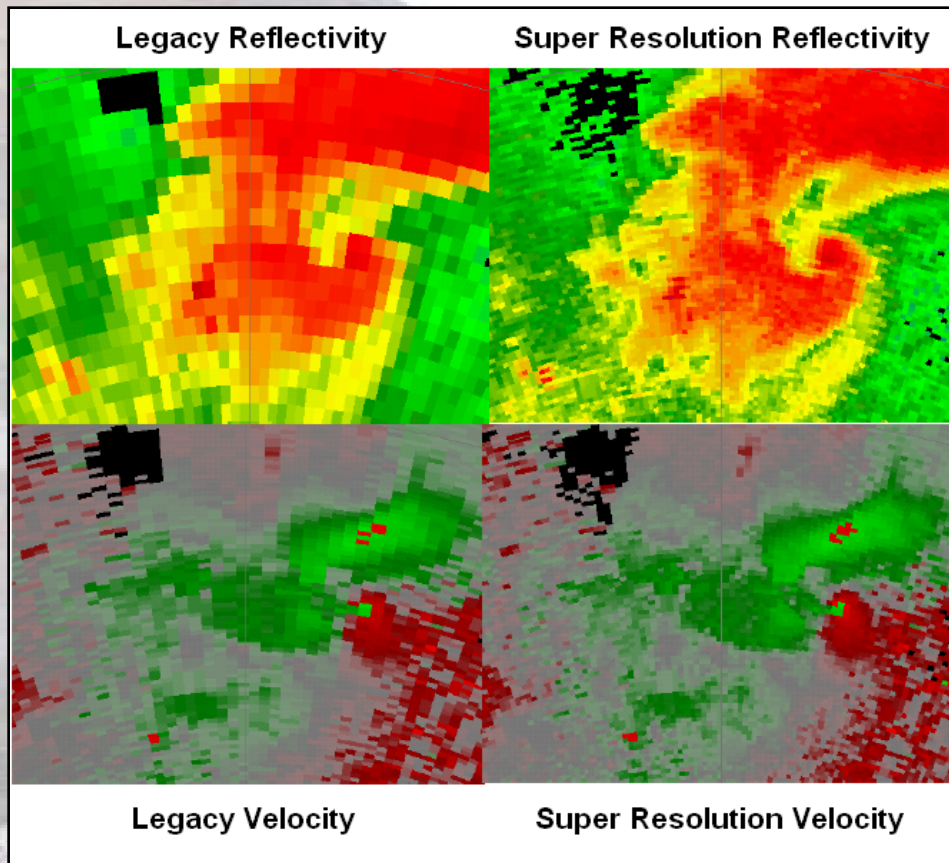 Legacy Reflectivity
Super Resolution Reflectivity
Legacy Velocity
Super Resolution Velocity